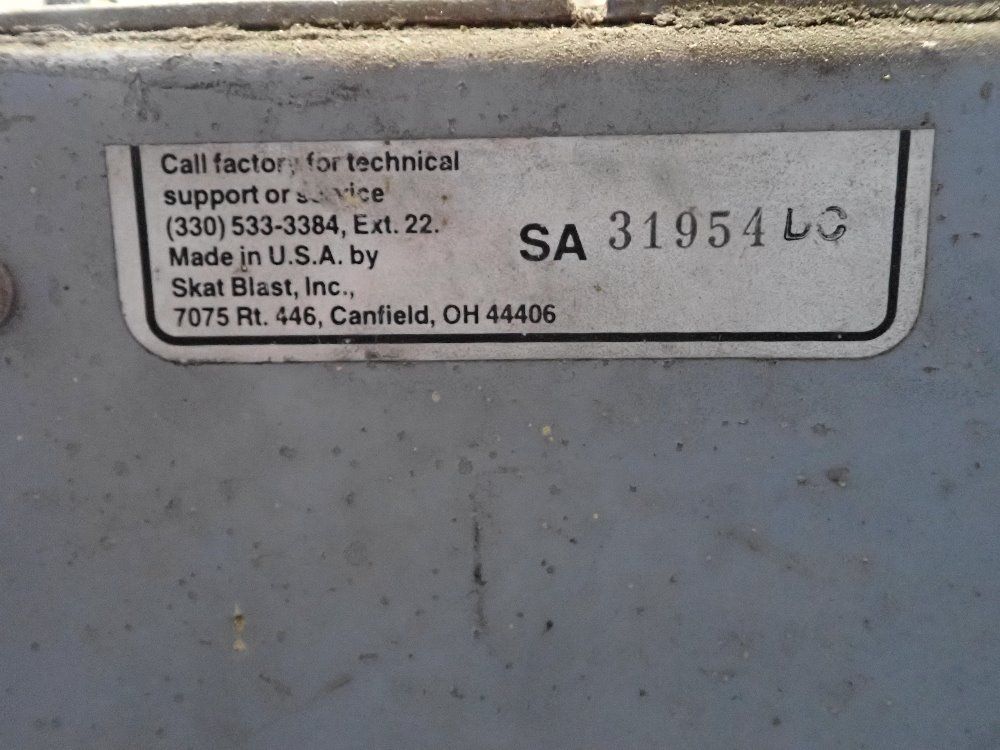 Call factory for technical
support or service
(330) 533-3384, Ext. 22.
Made in U.S.A. by
Skat Blast, Inc.,
7075 Rt. 446, Canfield, OH 44406
SA 31954